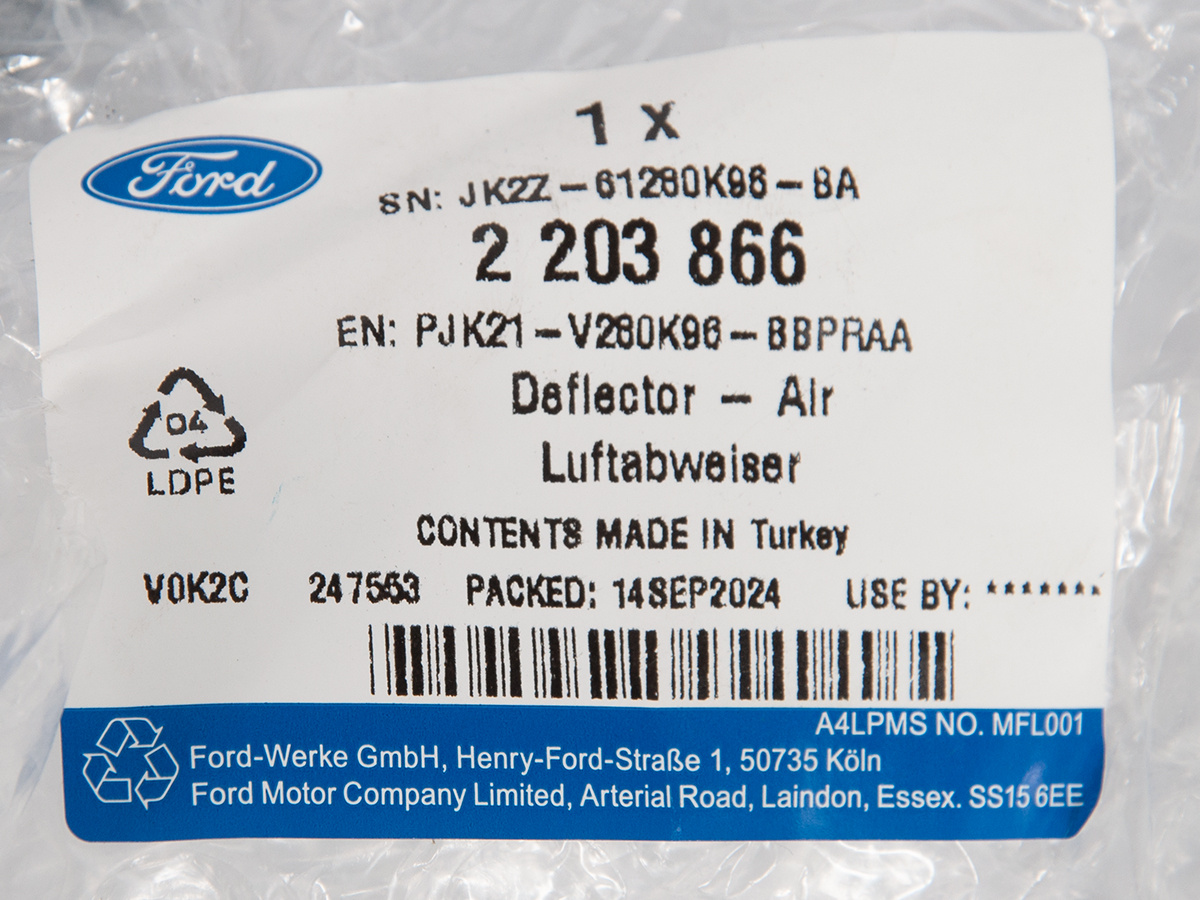 Ford
1 x
SN: JK2Z-61280K96-BA
2 203 866
EN: PJK21-V280K96-BBPRAA
Deflector - Air
Luftabweiser
04
LDPE
CONTENTS MADE IN Turkey
V0K2C 247553 PACKED: 14SEP2024 USE BY: *******
A4LPMS NO. MFL001
Ford-Werke GmbH, Henry-Ford-Straße 1, 50735 Köln
Ford Motor Company Limited, Arterial Road, Laindon, Essex. SS15 6EE